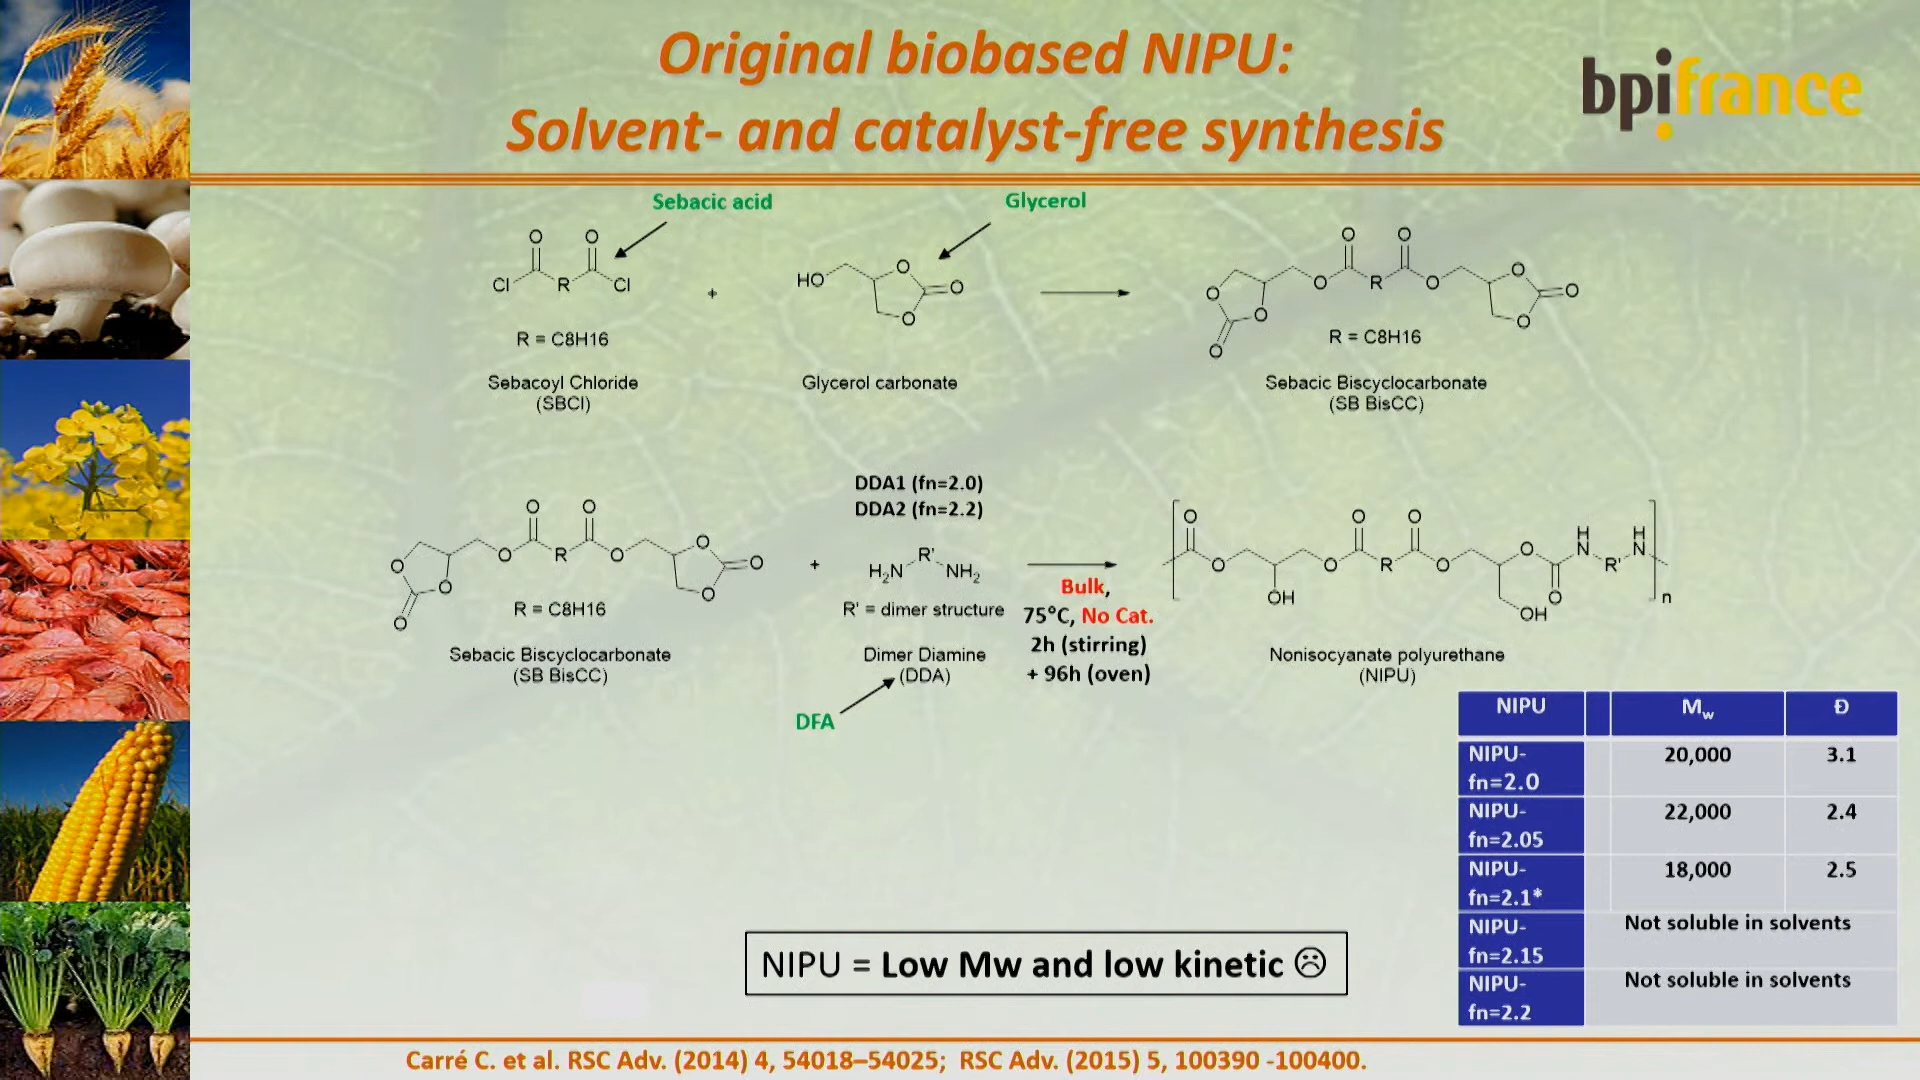 Original biobased NIPU:
Solvent- and catalyst-free synthesis
bpifrance
Sebacic acid
Glycerol
O O
Cl R Cl
R = C8H16
Sebacoyl Chloride
(SBCl)
+
HO O O O
Glycerol carbonate
O O
O O O R O O O O
O
R = C8H16
Sebacic Biscyclocarbonate
(SB BisCC)
DDA1 (fn=2.0)
DDA2 (fn=2.2)
O O
O O O R O O O O
O
R = C8H16
Sebacic Biscyclocarbonate
(SB BisCC)
+
R'
H2N NH2
R' = dimer structure
Dimer Diamine
(DDA)
DFA
Bulk,
75°C, No Cat.
2h (stirring)
+ 96h (oven)
O O O O H H
O O R O N R' N
OH O OH n
Nonisocyanate polyurethane
(NIPU)
NIPU Mw Đ
NIPU- 20,000 3.1
fn=2.0
NIPU- 22,000 2.4
fn=2.05
NIPU- 18,000 2.5
fn=2.1*
NIPU- Not soluble in solvents
fn=2.15
NIPU- Not soluble in solvents
fn=2.2
NIPU = Low Mw and low kinetic ☹
Carré C. et al. RSC Adv. (2014) 4, 54018–54025; RSC Adv. (2015) 5, 100390 -100400.